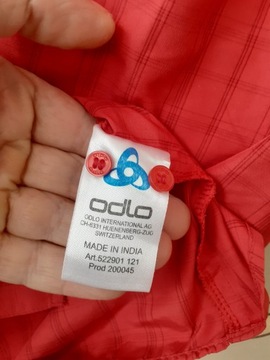 odlo
ODLO INTERNATIONAL AG
CH-6331 HUENENBERG-ZUG
SWITZERLAND
MADE IN INDIA
Art.522901 121
Prod 200045